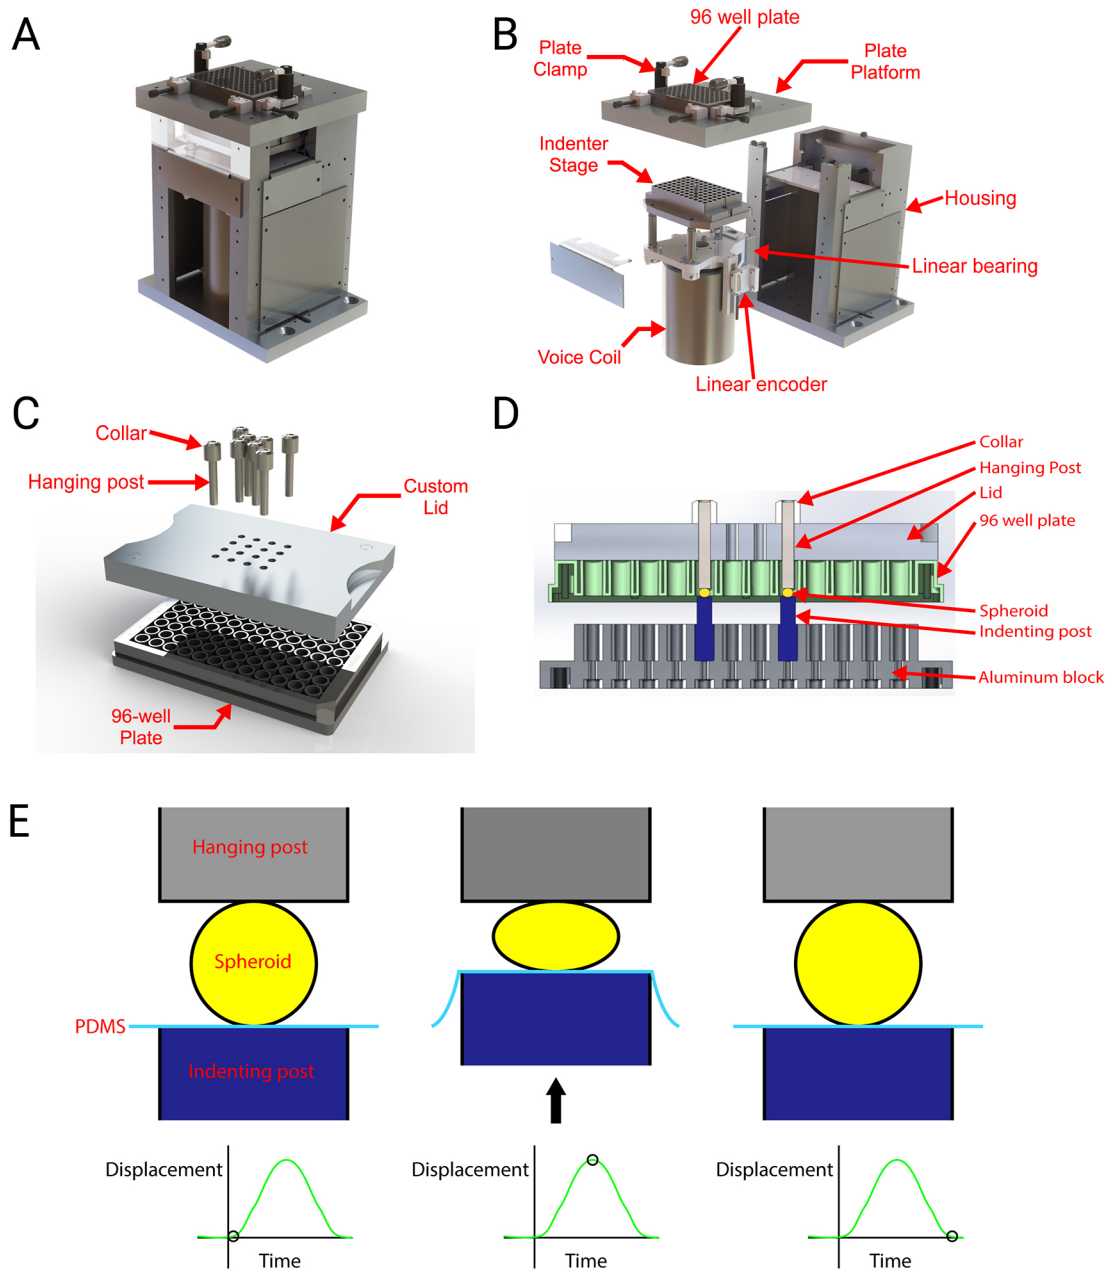 A
B
96 well plate
Plate
Clamp
Plate
Platform
Indenter
Stage
Housing
Linear bearing
Voice Coil
Linear encoder
C
Collar
Hanging post
Custom
Lid
96-well
Plate
D
Collar
Hanging Post
Lid
96 well plate
Spheroid
Indenting post
Aluminum block
E
Hanging post
Spheroid
PDMS
Indenting post
Displacement
Time
Displacement
Time
Displacement
Time